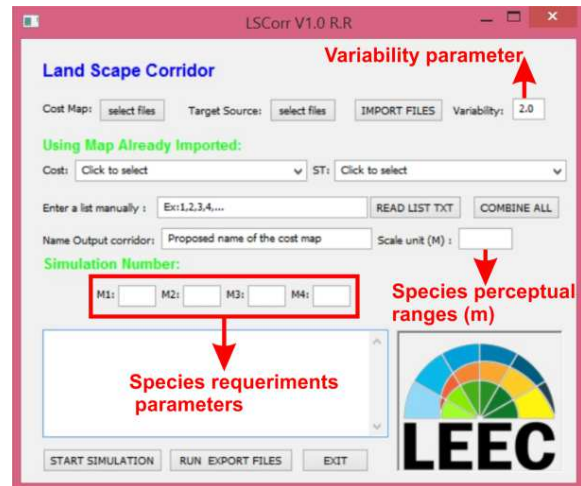 LSCorr V1.0 R.R
Variability parameter
Land Scape Corridor
Cost Map: select files Target Source: select files IMPORT FILES Variability: 2.0
Using Map Already Imported:
Cost: Click to select ST: Click to select
Enter a list manually : Ex:1,2,3,4,... READ LIST TXT COMBINE ALL
Name Output corridor: Proposed name of the cost map Scale unit (M) :
Simulation Number:
M1: M2: M3: M4:
Species perceptual
ranges (m)
Species requeriments
parameters
LEEC
START SIMULATION RUN EXPORT FILES EXIT